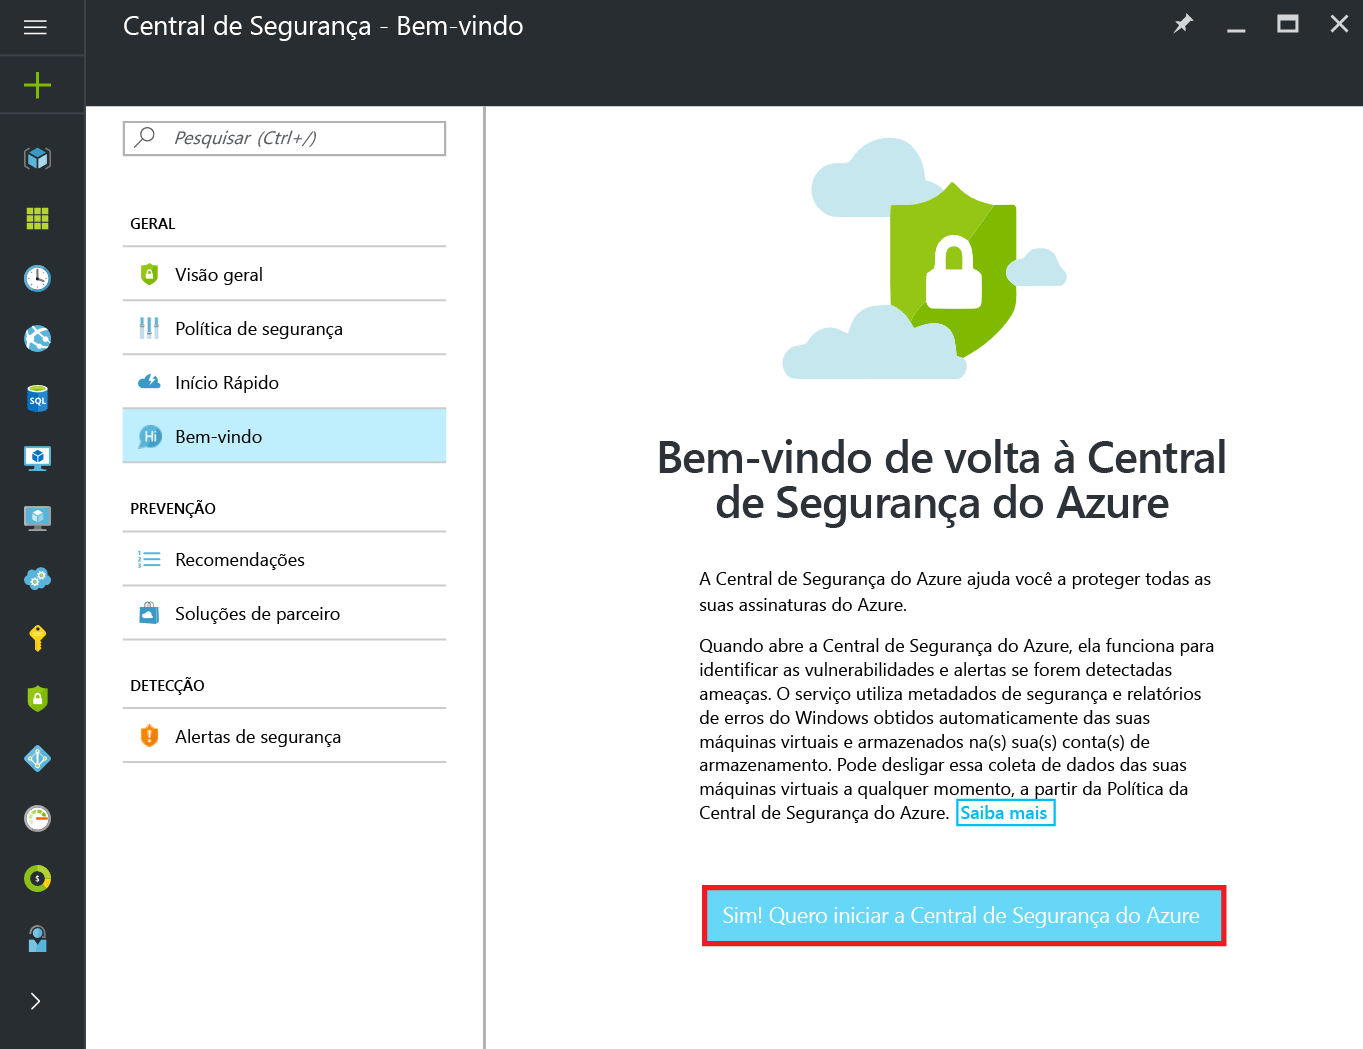 Central de Segurança - Bem-vindo
Pesquisar (Ctrl+/)
GERAL
Visão geral
Política de segurança
Início Rápido
Hi
Bem-vindo
PREVENÇÃO
1
2
3
Recomendações
Soluções de parceiro
DETECÇÃO
Alertas de segurança
SQL
$
Bem-vindo de volta à Central
de Segurança do Azure
A Central de Segurança do Azure ajuda você a proteger todas as
suas assinaturas do Azure.
Quando abre a Central de Segurança do Azure, ela funciona para
identificar as vulnerabilidades e alertas se forem detectadas
ameaças. O serviço utiliza metadados de segurança e relatórios
de erros do Windows obtidos automaticamente das suas
máquinas virtuais e armazenados na(s) sua(s) conta(s) de
armazenamento. Pode desligar essa coleta de dados das suas
máquinas virtuais a qualquer momento, a partir da Política da
Central de Segurança do Azure. Saiba mais
Sim! Quero iniciar a Central de Segurança do Azure